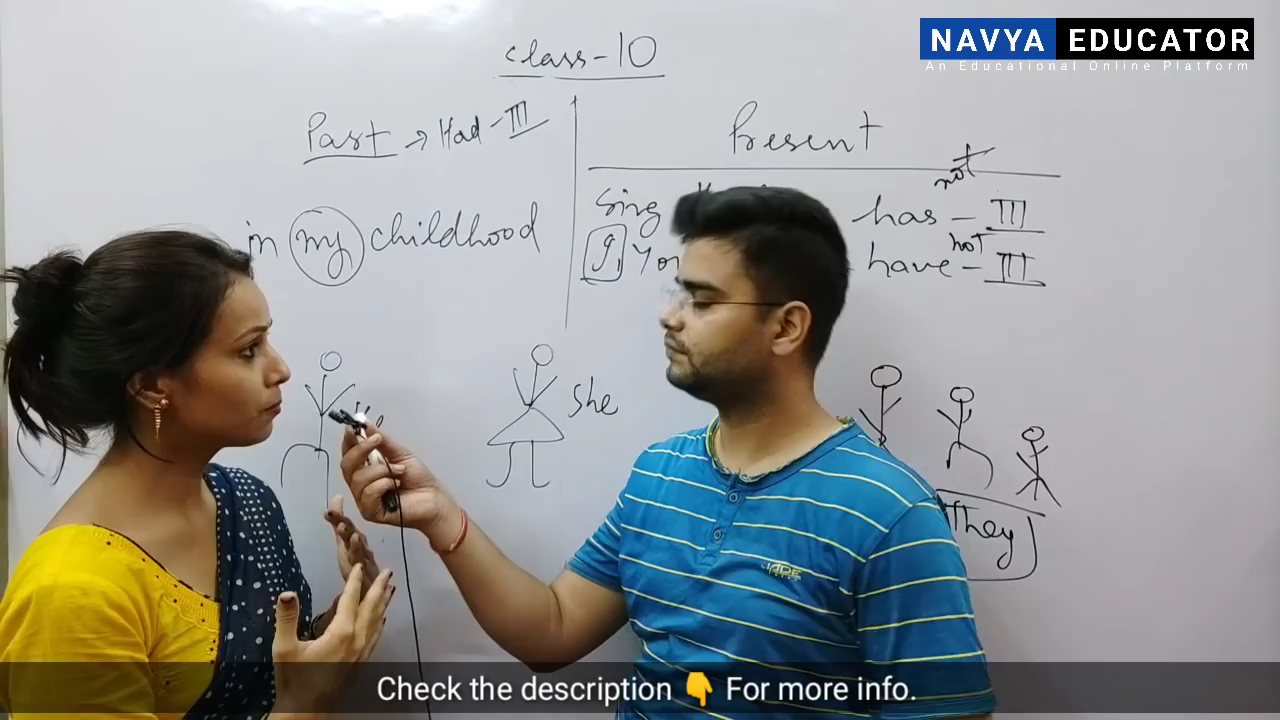 NAVYA EDUCATOR
An Educational Online Platform
class-10
Past → Had - III
Present
in my childhood
Sing
has - not III
I, You
have - not III
She
They
JADE
Check the description 👇 For more info.